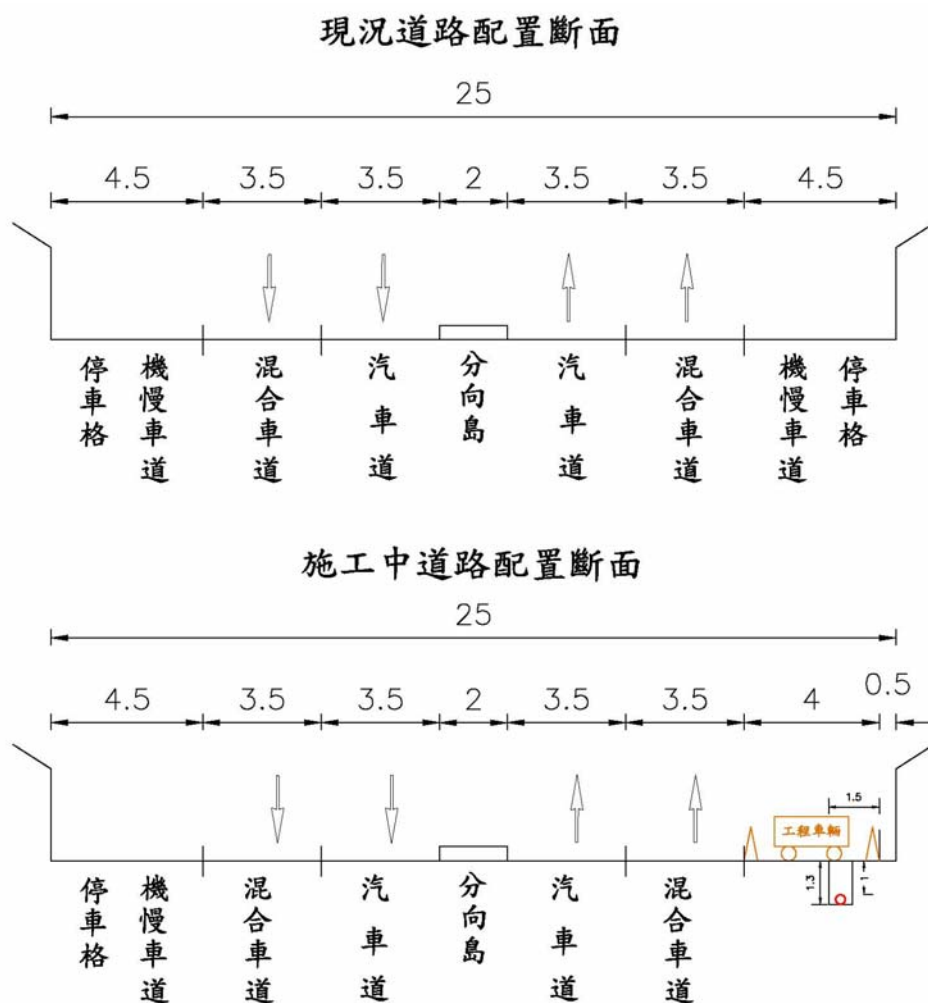 現況道路配置斷面
25
4.5 3.5 3.5 2 3.5 3.5 4.5
停車格 機慢車道 混合車道 汽車道 分向島 汽車道 混合車道 機慢車道 停車格
施工中道路配置斷面
25
4.5 3.5 3.5 2 3.5 3.5 4 0.5
1.5
工程車輛
1.3 1
停車格 機慢車道 混合車道 汽車道 分向島 汽車道 混合車道